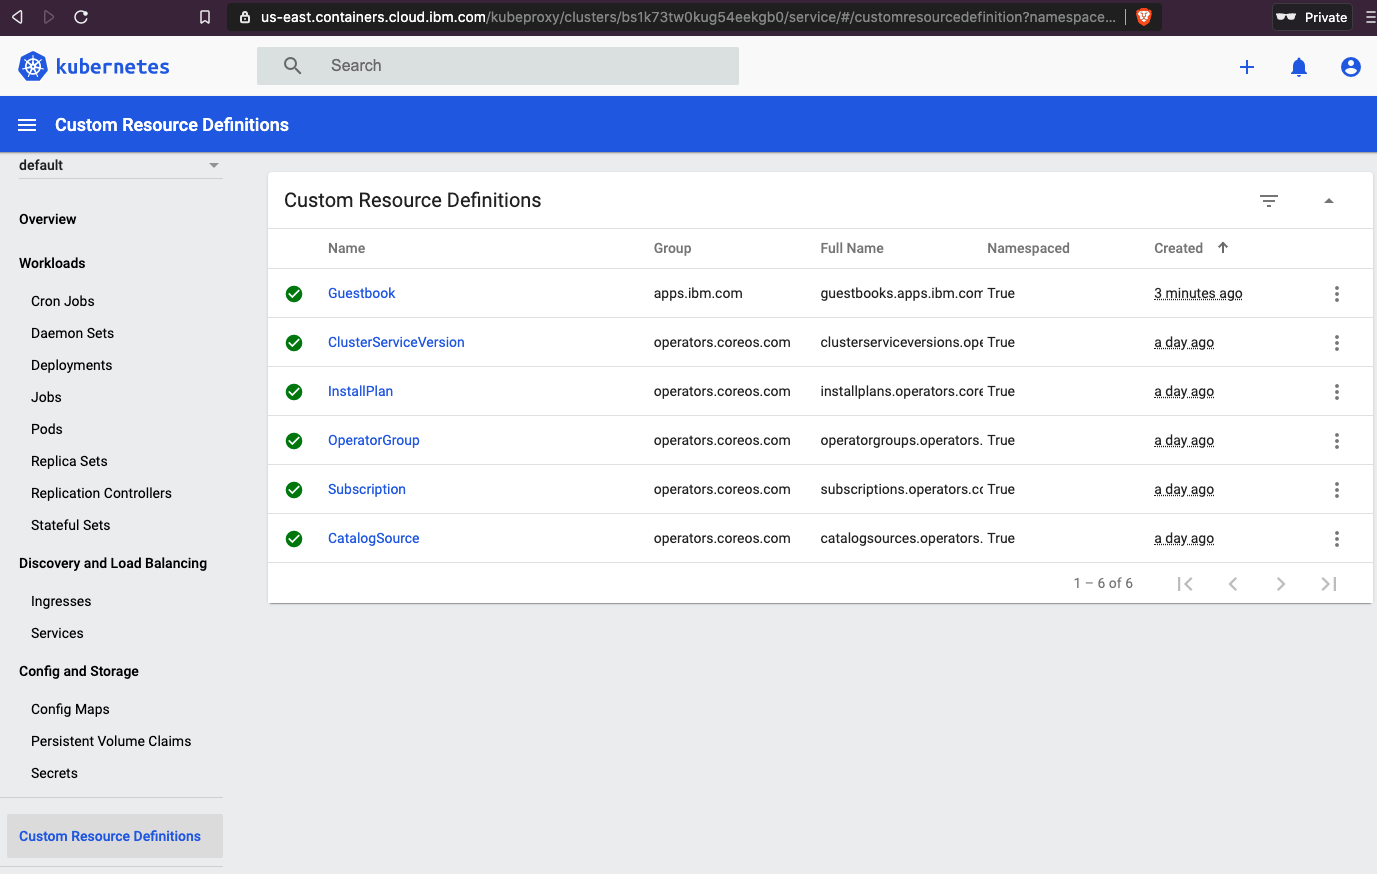 us-east.containers.cloud.ibm.com/kubeproxy/clusters/bs1k73tw0kug54eekgb0/service/#/customresourcedefinition?namespace...
Private
kubernetes
Search
Custom Resource Definitions
default
Overview
Workloads
Cron Jobs
Daemon Sets
Deployments
Jobs
Pods
Replica Sets
Replication Controllers
Stateful Sets
Discovery and Load Balancing
Ingresses
Services
Config and Storage
Config Maps
Persistent Volume Claims
Secrets
Custom Resource Definitions
Custom Resource Definitions
Name Group Full Name Namespaced Created
Guestbook apps.ibm.com guestbooks.apps.ibm.com True 3 minutes ago
ClusterServiceVersion operators.coreos.com clusterserviceversions.ope True a day ago
InstallPlan operators.coreos.com installplans.operators.core True a day ago
OperatorGroup operators.coreos.com operatorgroups.operators. True a day ago
Subscription operators.coreos.com subscriptions.operators.co True a day ago
CatalogSource operators.coreos.com catalogsources.operators. True a day ago
1 – 6 of 6